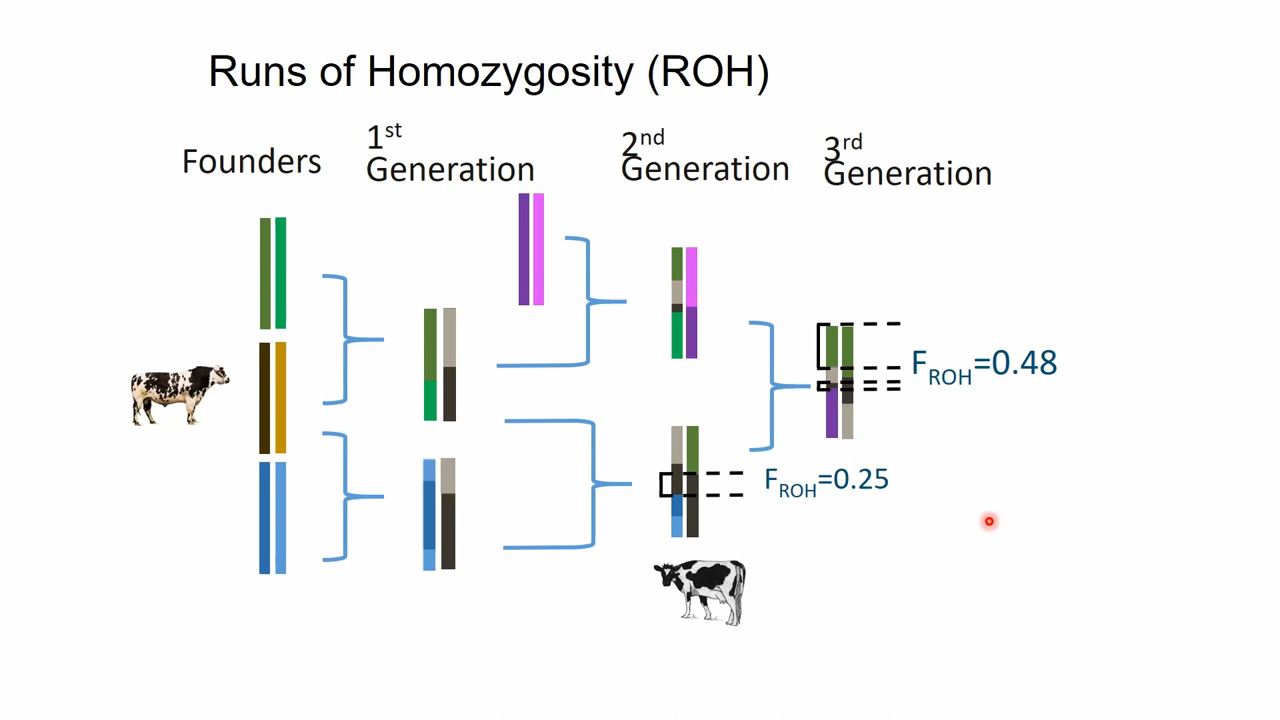 Runs of Homozygosity (ROH)
Founders
1st
Generation
2nd
Generation
3rd
Generation
FROH=0.48
FROH=0.25